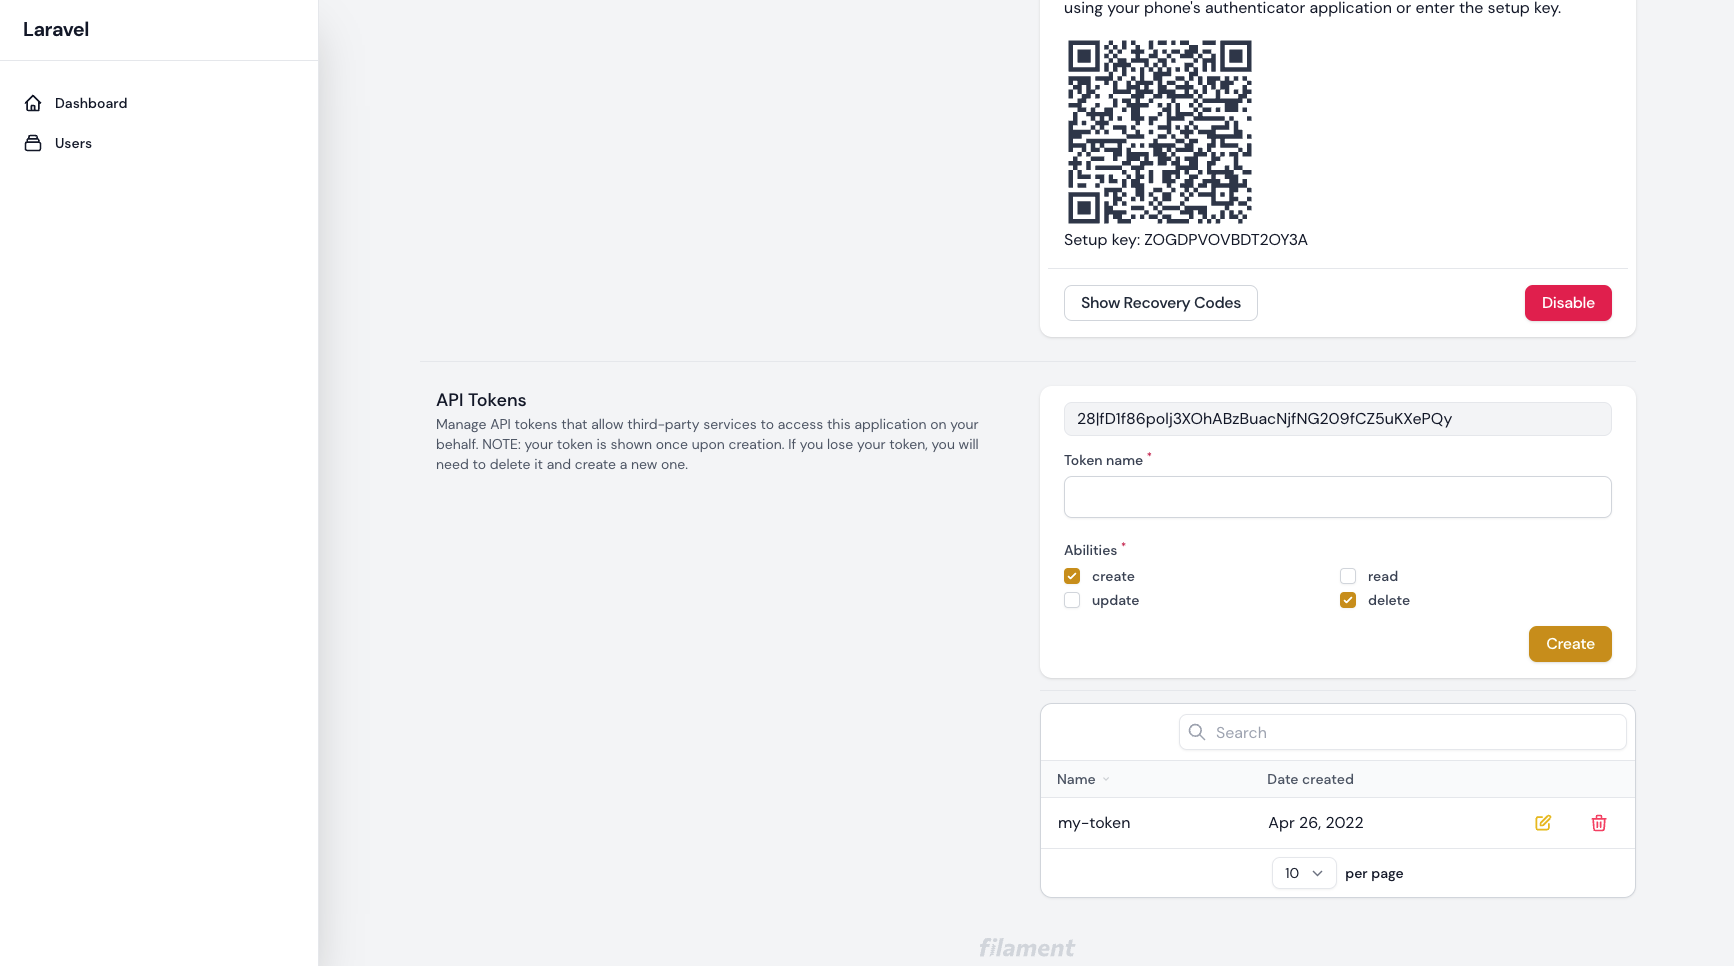 Laravel
Dashboard
Users
using your phone's authenticator application or enter the setup key.
Setup key: ZOGDPVOVBDT2OY3A
Show Recovery Codes
Disable
API Tokens
Manage API tokens that allow third-party services to access this application on your
behalf. NOTE: your token is shown once upon creation. If you lose your token, you will
need to delete it and create a new one.
28|fD1f86polj3XOhABzBuacNjfNG209fCZ5uKXePQy
Token name *
Abilities *
create
read
update
delete
Create
Search
Name
Date created
my-token
Apr 26, 2022
10
per page
filament